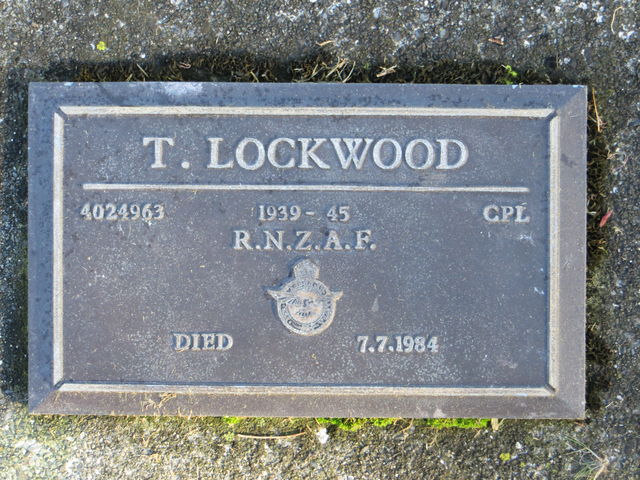 T. LOCKWOOD
4024963 1939 - 45 CPL
R.N.Z.A.F.
DIED 7.7.1984